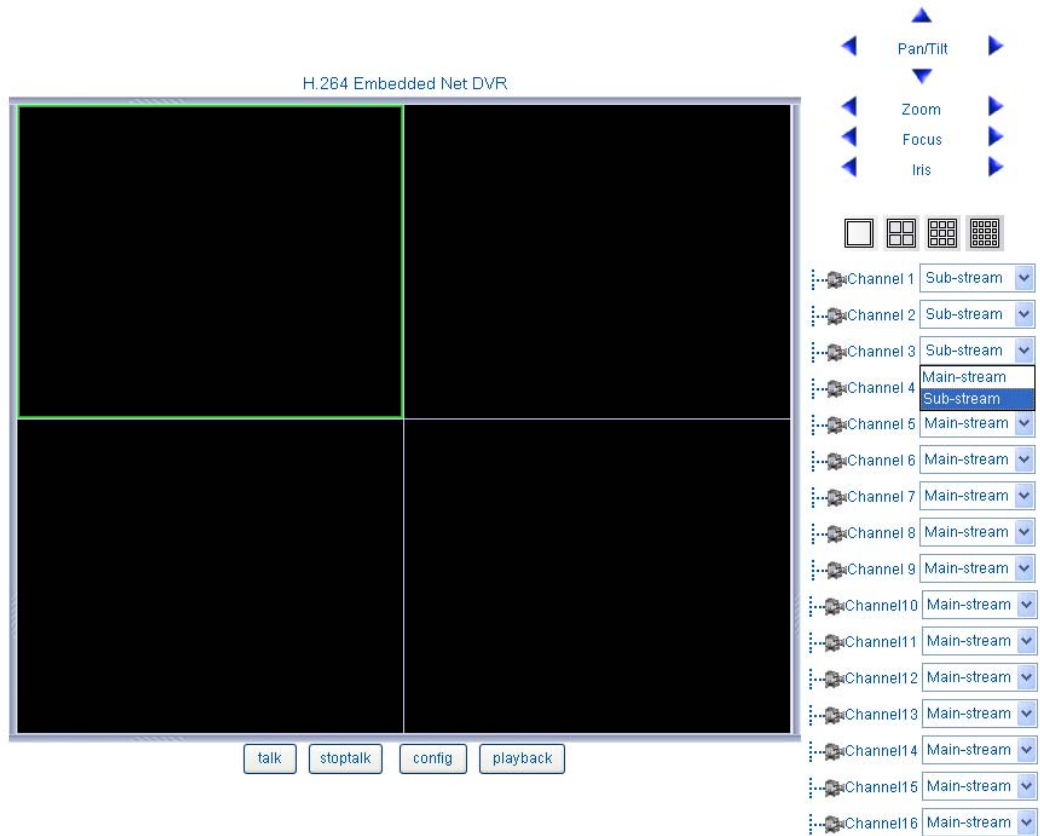 H.264 Embedded Net DVR
Pan/Tilt
Zoom
Focus
Iris
Channel 1 Sub-stream
Channel 2 Sub-stream
Channel 3 Sub-stream
Main-stream
Channel 4
Sub-stream
Channel 5 Main-stream
Channel 6 Main-stream
Channel 7 Main-stream
Channel 8 Main-stream
Channel 9 Main-stream
Channel10 Main-stream
Channel11 Main-stream
Channel12 Main-stream
Channel13 Main-stream
Channel14 Main-stream
Channel15 Main-stream
Channel16 Main-stream
talk stoptalk config playback